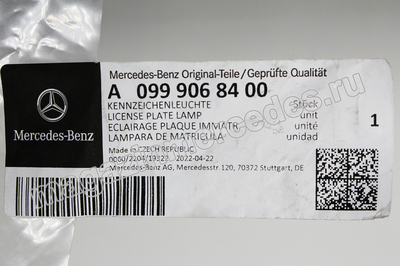 Mercedes-Benz Original-Teile/Geprüfte Qualität
A 099 906 84 00
KENNZEICHENLEUCHTE Stück
LICENSE PLATE LAMP unit
ECLAIRAGE PLAQUE IMMATR. unité
LAMPARA DE MATRICULA unidad
1
Made in CZECH REPUBLIC
2022-04-22
Mercedes-Benz AG, Mercedesstr. 120, 70372 Stuttgart, DE
Mercedes-Benz